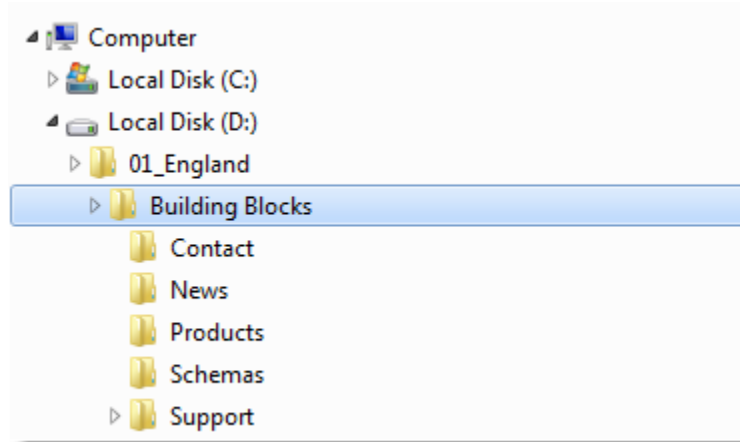 Computer
Local Disk (C:)
Local Disk (D:)
01_England
Building Blocks
Contact
News
Products
Schemas
Support